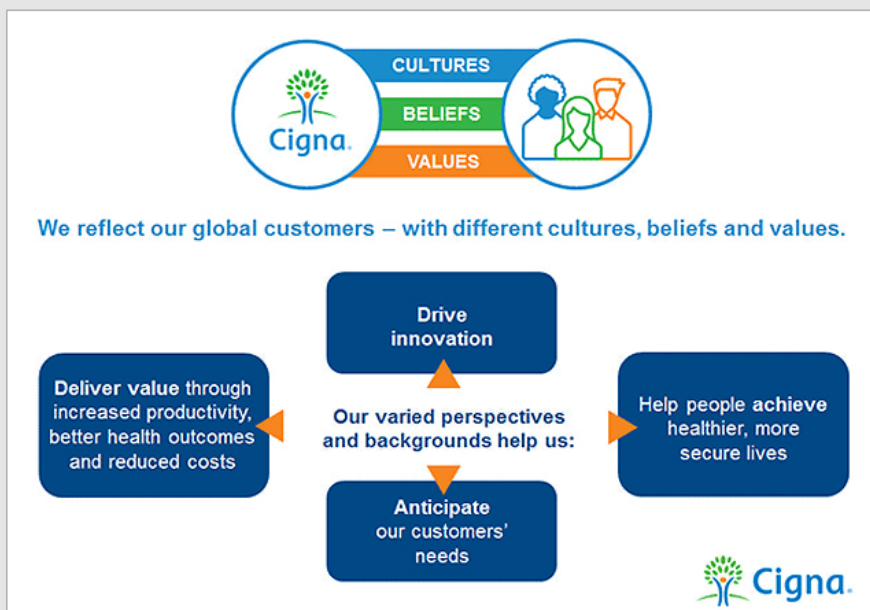 CULTURES
Cigna.
BELIEFS
VALUES
We reflect our global customers – with different cultures, beliefs and values.
Drive
innovation
Deliver value through
increased productivity,
better health outcomes
and reduced costs
Our varied perspectives
and backgrounds help us:
Help people achieve
healthier, more
secure lives
Anticipate
our customers'
needs
Cigna.